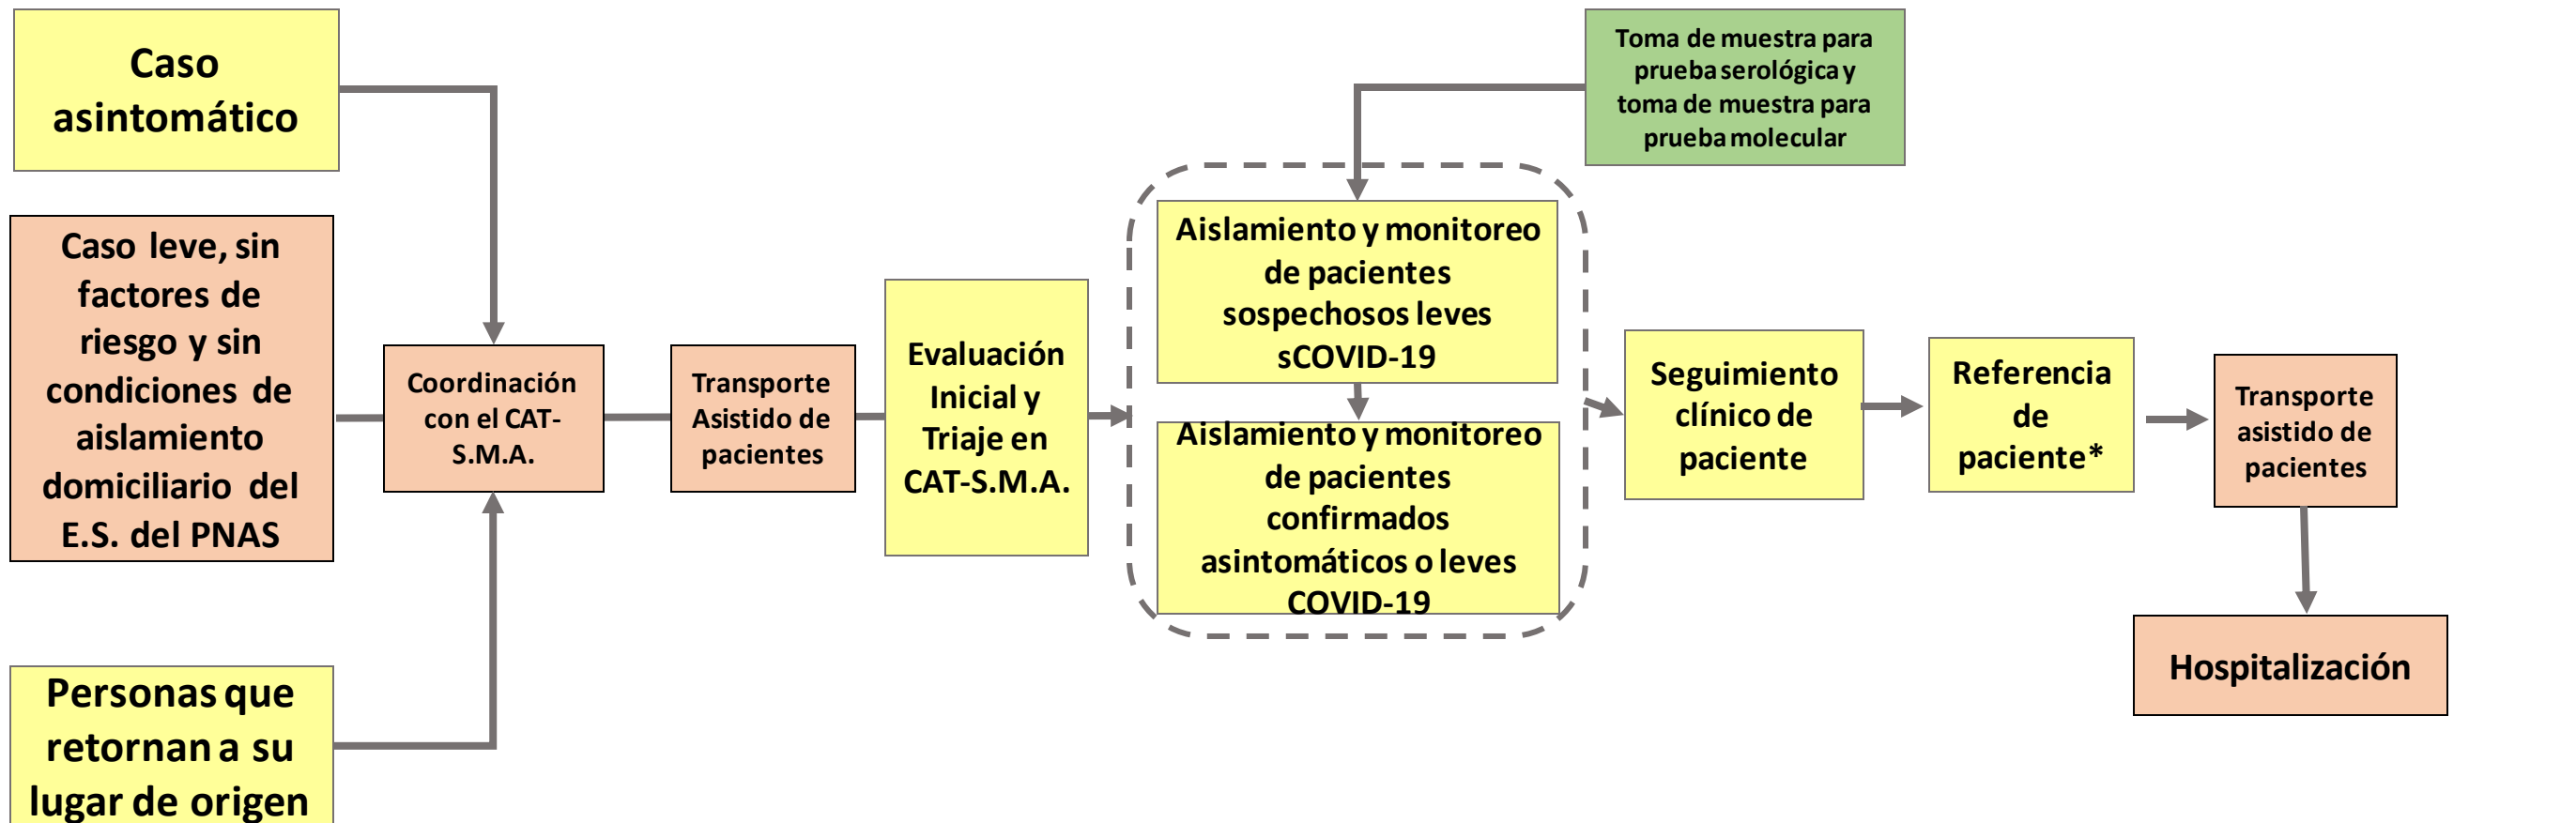 Caso
asintomático
Caso leve, sin
factores de
riesgo y sin
condiciones de
aislamiento
domiciliario del
E.S. del PNAS
Personas que
retornan a su
lugar de origen
Coordinación
con el CAT-
S.M.A.
Transporte
Asistido de
pacientes
Evaluación
Inicial y
Triaje en
CAT-S.M.A.
Toma de muestra para
prueba serológica y
toma de muestra para
prueba molecular
Aislamiento y monitoreo
de pacientes
sospechosos leves
sCOVID-19
Aislamiento y monitoreo
de pacientes
confirmados
asintomáticos o leves
COVID-19
Seguimiento
clínico de
paciente
Referencia
de
paciente*
Transporte
asistido de
pacientes
Hospitalización